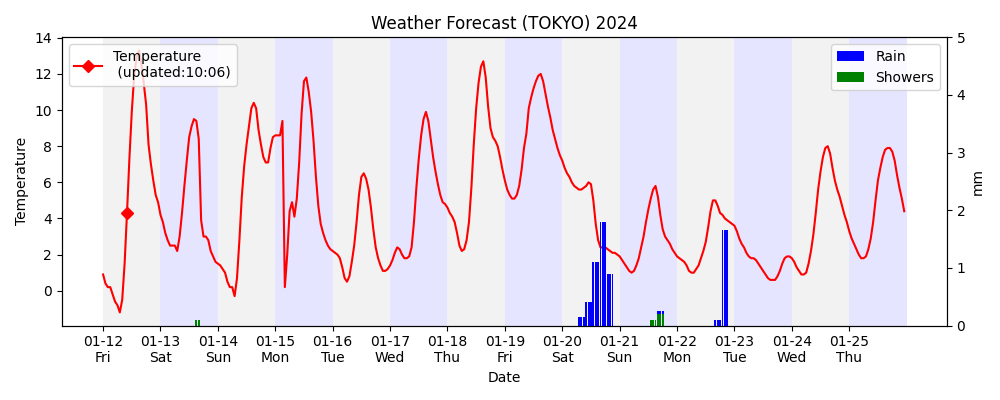 Weather Forecast (TOKYO) 2024
Temperature
(updated:10:06)
Rain
Showers
Temperature
14
12
10
8
6
4
2
0
5
4
3
2
1
0
mm
01-12 01-13 01-14 01-15 01-16 01-17 01-18 01-19 01-20 01-21 01-22 01-23 01-24 01-25
Fri Sat Sun Mon Tue Wed Thu Fri Sat Sun Mon Tue Wed Thu
Date